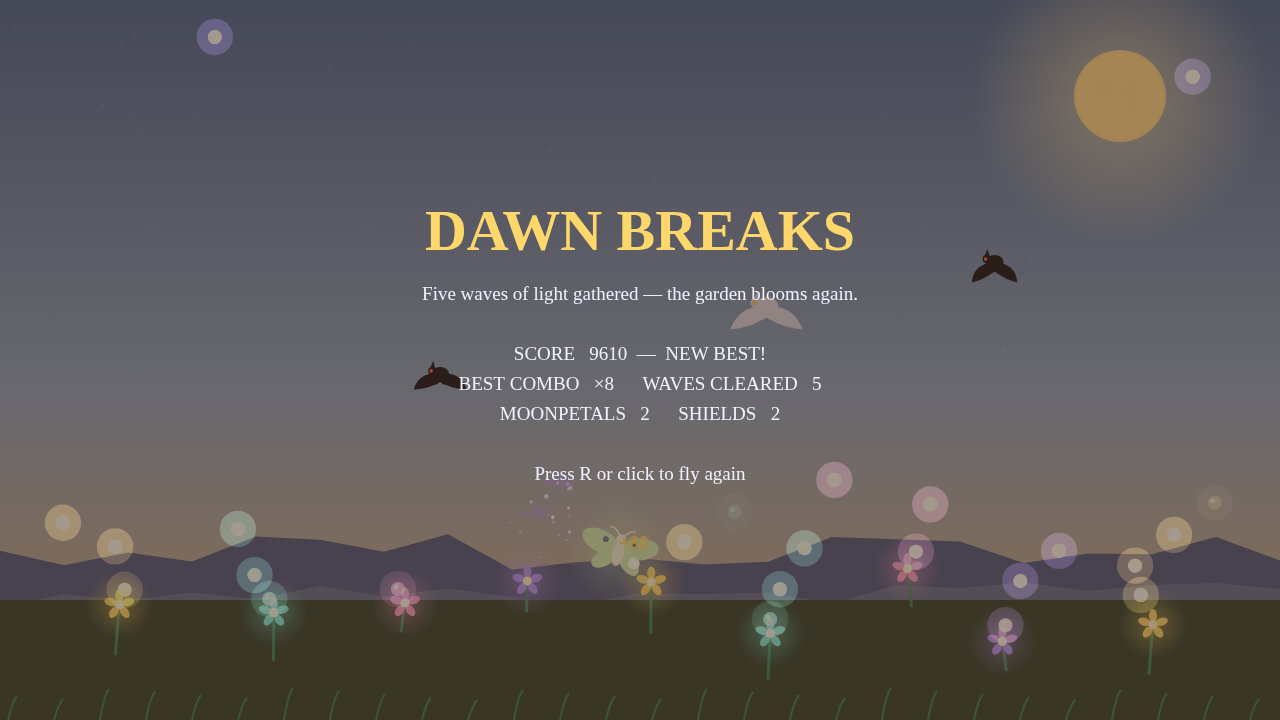 DAWN BREAKS
Five waves of light gathered — the garden blooms again.
SCORE 9610 — NEW BEST!
BEST COMBO ×8 WAVES CLEARED 5
MOONPETALS 2 SHIELDS 2
Press R or click to fly again